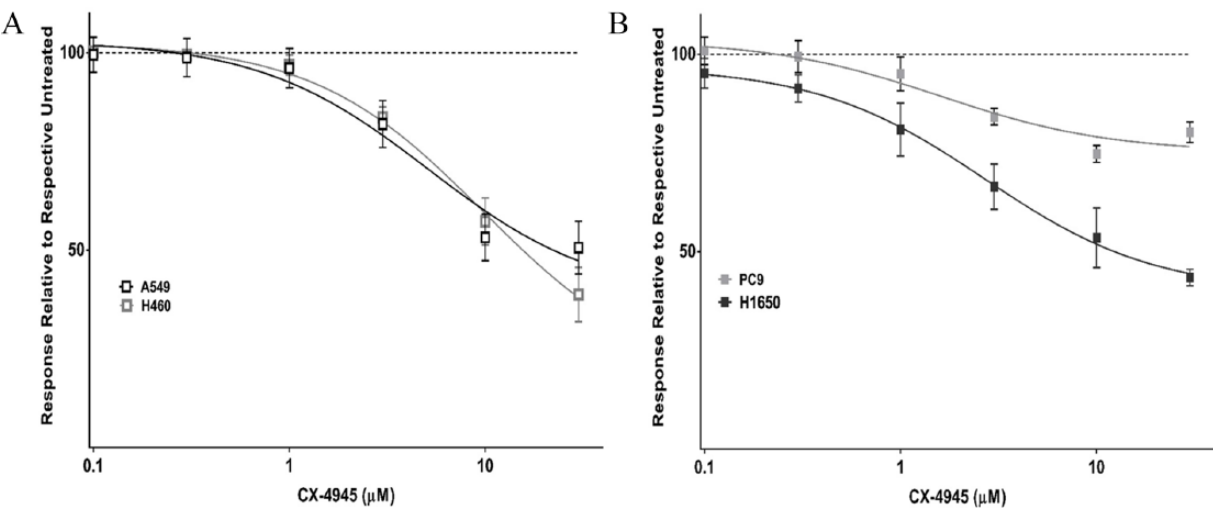 A
Response Relative to Respective Untreated
100
50
A549
H460
0.1
1
10
CX-4945 (μM)
B
Response Relative to Respective Untreated
100
50
PC9
H1650
0.1
1
10
CX-4945 (μM)